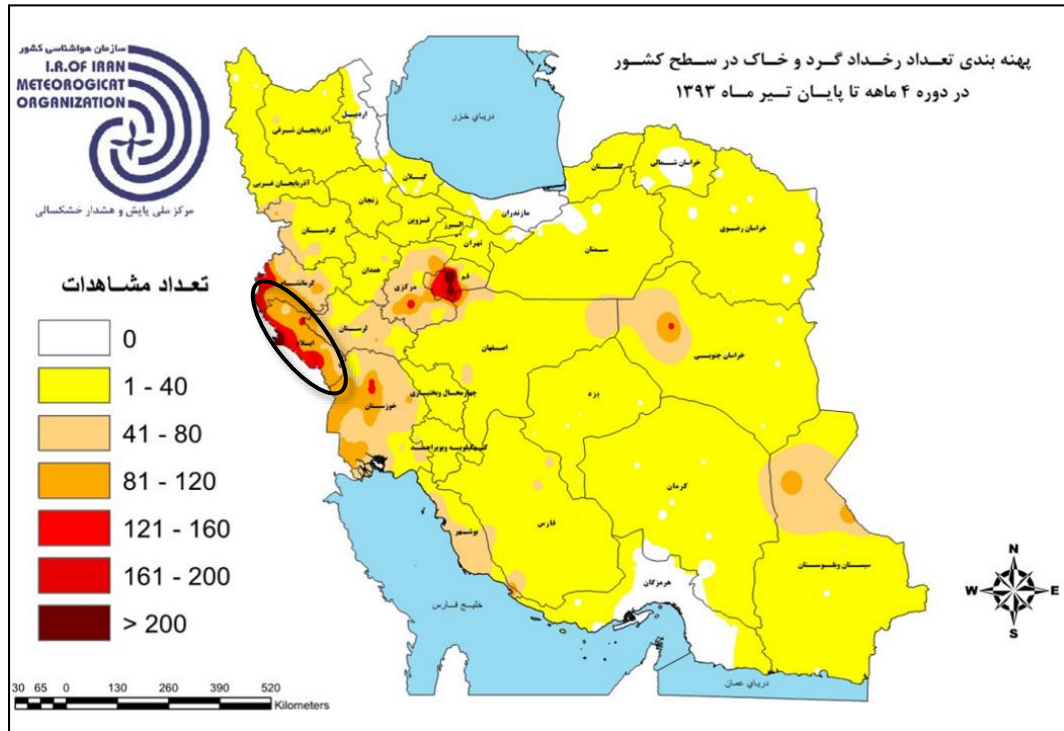 سازمان هواشناسی کشور
I.R.OF IRAN
METEOROGICAT
ORGANIZATION
مرکز ملی پایش و هشدار خشکسالی
پهنه بندی تعداد رخداد گرد و خاک در سطح کشور
در دوره ۴ ماهه تا پایان تیر ماه ۱۳۹۳
دریای خزر
اردبیل
آذربایجان شرقی
آذربایجان غربی
گیلان
زنجان
قزوین
البرز
مازندران
گلستان
خراسان شمالی
خراسان رضوی
تهران
سمنان
کردستان
همدان
کرمانشاه
مرکزی
قم
لرستان
ایلام
اصفهان
خراسان جنوبی
یزد
خوزستان
چهارمحال وبختیاری
کهگیلویه وبویراحمد
کرمان
فارس
بوشهر
هرمزگان
سیستان وبلوچستان
خلیج فارس
دریای عمان
تعداد مشاهدات
0
1 - 40
41 - 80
81 - 120
121 - 160
161 - 200
> 200
N
W E
S
30 65 0 130 260 390 520
Kilometers